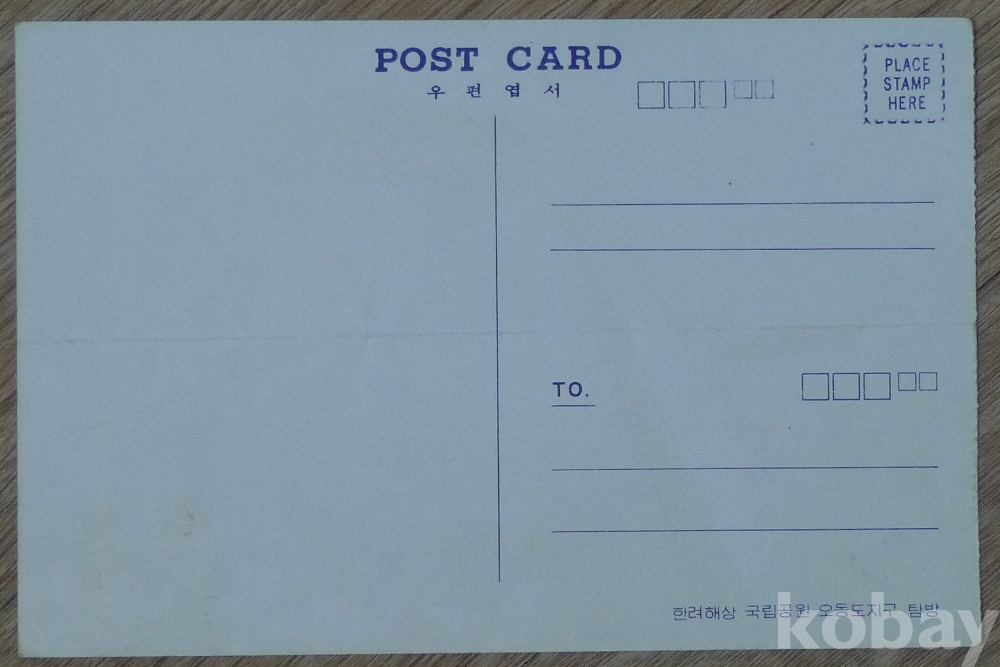 POST CARD
우편엽서
PLACE
STAMP
HERE
TO.
한려해상 국립공원 오동도지구 탐방
kobay